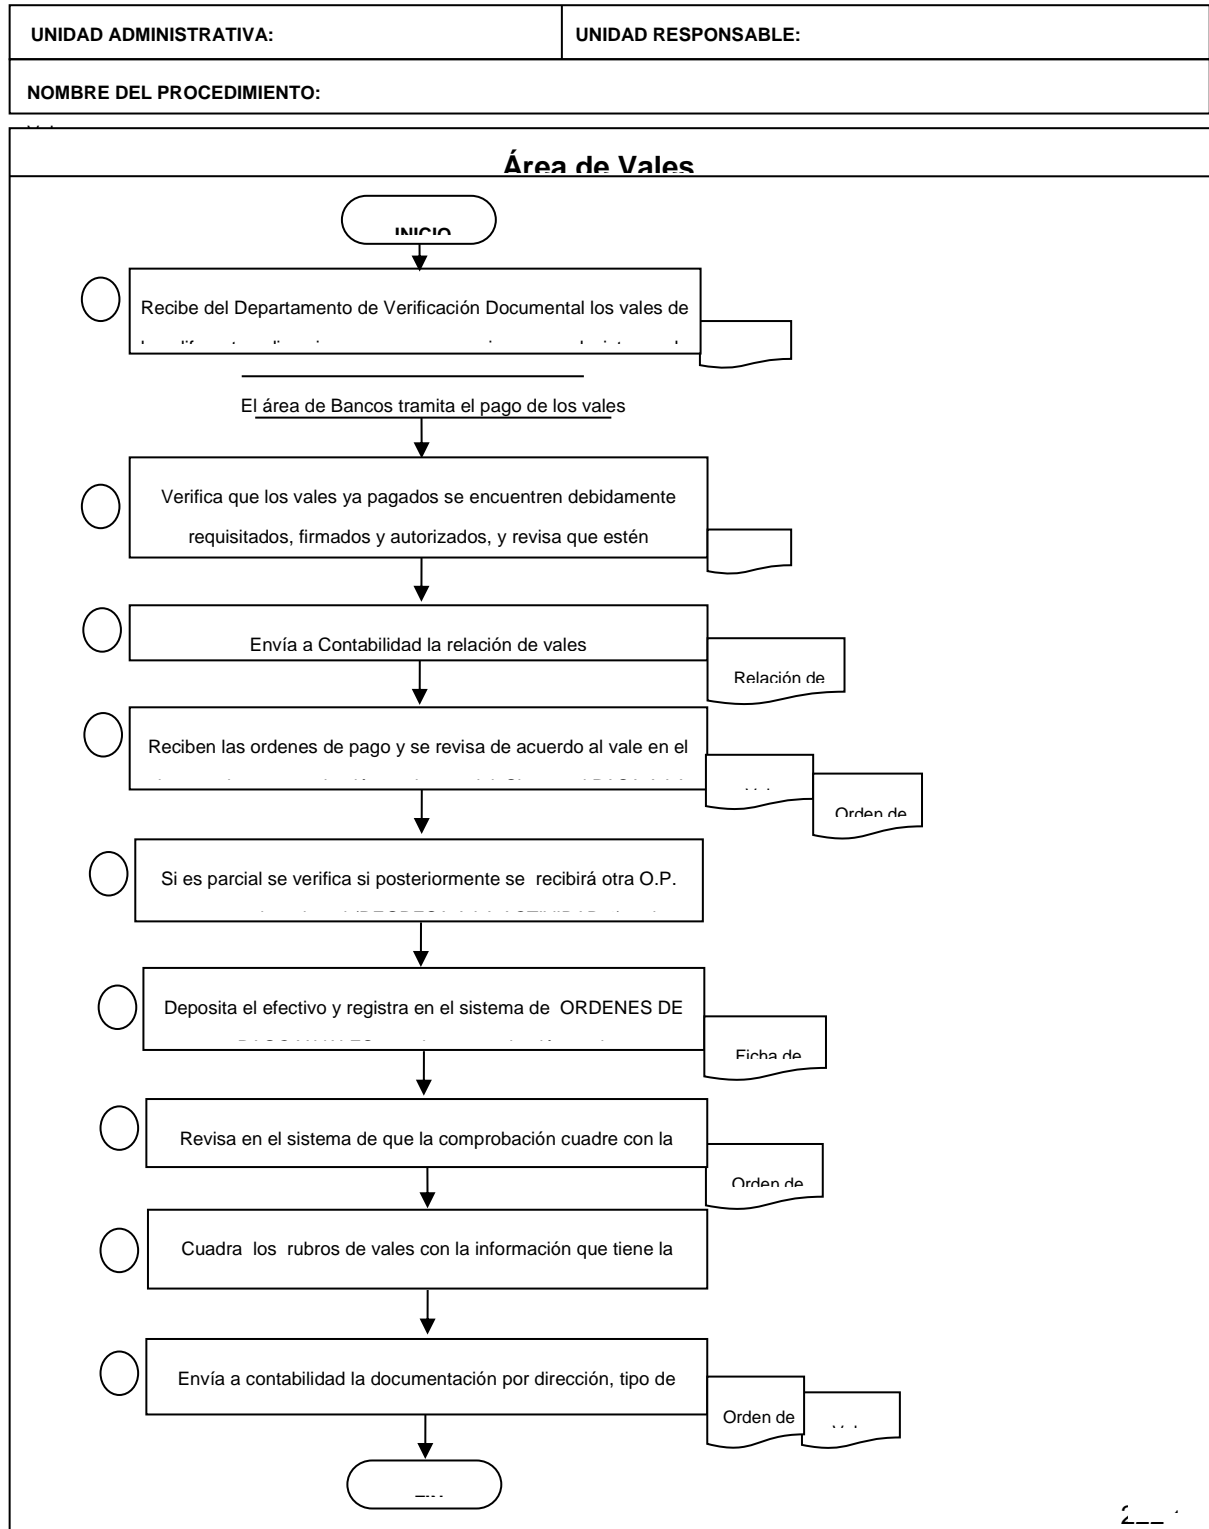 UNIDAD ADMINISTRATIVA:
UNIDAD RESPONSABLE:
NOMBRE DEL PROCEDIMIENTO:
Área de Vales
INICIO
Recibe del Departamento de Verificación Documental los vales de
El área de Bancos tramita el pago de los vales
Verifica que los vales ya pagados se encuentren debidamente
requisitados, firmados y autorizados, y revisa que estén
Envía a Contabilidad la relación de vales
Relación de
Reciben las ordenes de pago y se revisa de acuerdo al vale en el
Orden de
Si es parcial se verifica si posteriormente se recibirá otra O.P.
Deposita el efectivo y registra en el sistema de ORDENES DE
Ficha de
Revisa en el sistema de que la comprobación cuadre con la
Orden de
Cuadra los rubros de vales con la información que tiene la
Envía a contabilidad la documentación por dirección, tipo de
Orden de